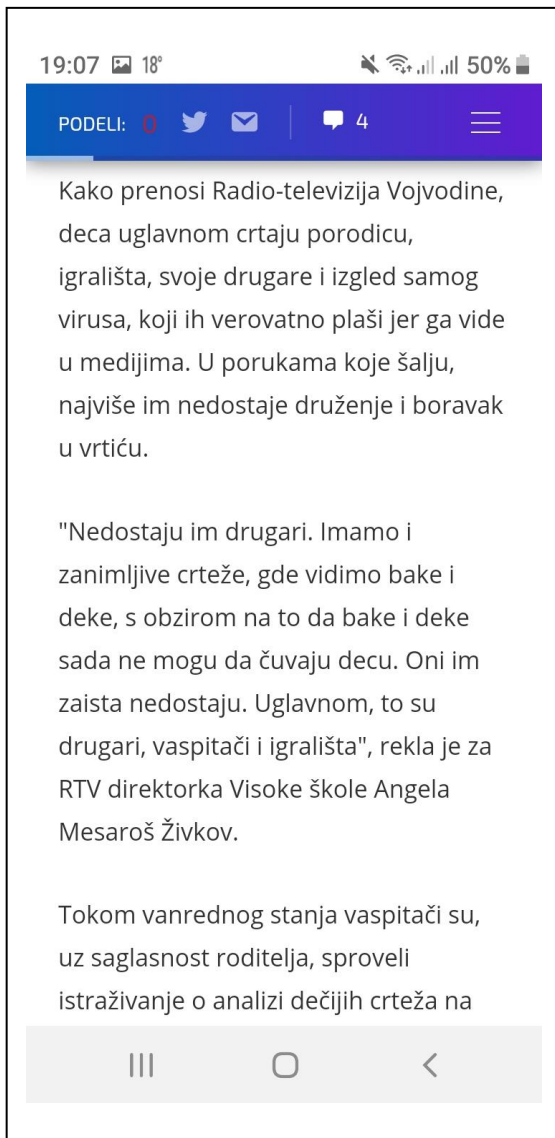 19:07 18° 50%
PODELI: 0 4
Kako prenosi Radio-televizija Vojvodine,
deca uglavnom crtaju porodicu,
igrališta, svoje drugare i izgled samog
virusa, koji ih verovatno plaši jer ga vide
u medijima. U porukama koje šalju,
najviše im nedostaje druženje i boravak
u vrtiću.
"Nedostaju im drugari. Imamo i
zanimljive crteže, gde vidimo bake i
deke, s obzirom na to da bake i deke
sada ne mogu da čuvaju decu. Oni im
zaista nedostaju. Uglavnom, to su
drugari, vaspitači i igrališta", rekla je za
RTV direktorka Visoke škole Angela
Mesaroš Živkov.
Tokom vanrednog stanja vaspitači su,
uz saglasnost roditelja, sproveli
istraživanje o analizi dečijih crteža na